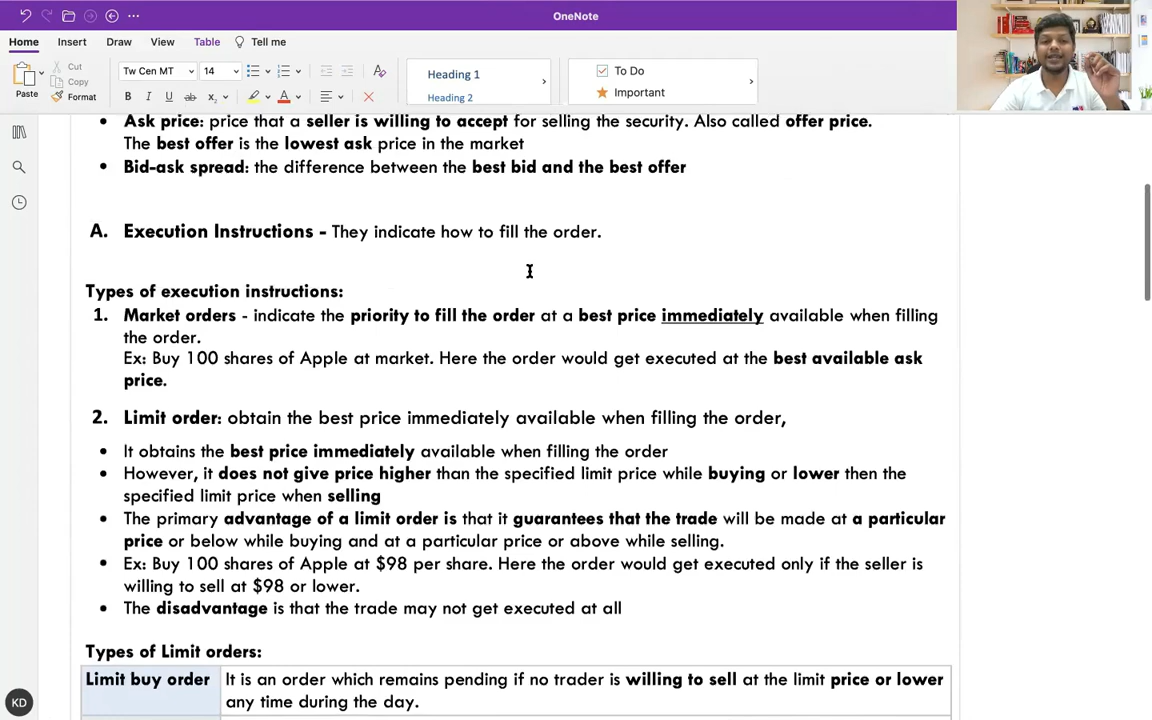 OneNote
Home Insert Draw View Table Tell me
Paste
Cut
Copy
Format
Tw Cen MT 14
B I U ab x₂ A
Heading 1
Heading 2
To Do
Important
• Ask price: price that a seller is willing to accept for selling the security. Also called offer price.
The best offer is the lowest ask price in the market
• Bid-ask spread: the difference between the best bid and the best offer
A. Execution Instructions - They indicate how to fill the order.
Types of execution instructions:
1. Market orders - indicate the priority to fill the order at a best price immediately available when filling
the order.
Ex: Buy 100 shares of Apple at market. Here the order would get executed at the best available ask
price.
2. Limit order: obtain the best price immediately available when filling the order,
• It obtains the best price immediately available when filling the order
• However, it does not give price higher than the specified limit price while buying or lower then the
specified limit price when selling
• The primary advantage of a limit order is that it guarantees that the trade will be made at a particular
price or below while buying and at a particular price or above while selling.
• Ex: Buy 100 shares of Apple at $98 per share. Here the order would get executed only if the seller is
willing to sell at $98 or lower.
• The disadvantage is that the trade may not get executed at all
Types of Limit orders:
Limit buy order It is an order which remains pending if no trader is willing to sell at the limit price or lower
any time during the day.
KD